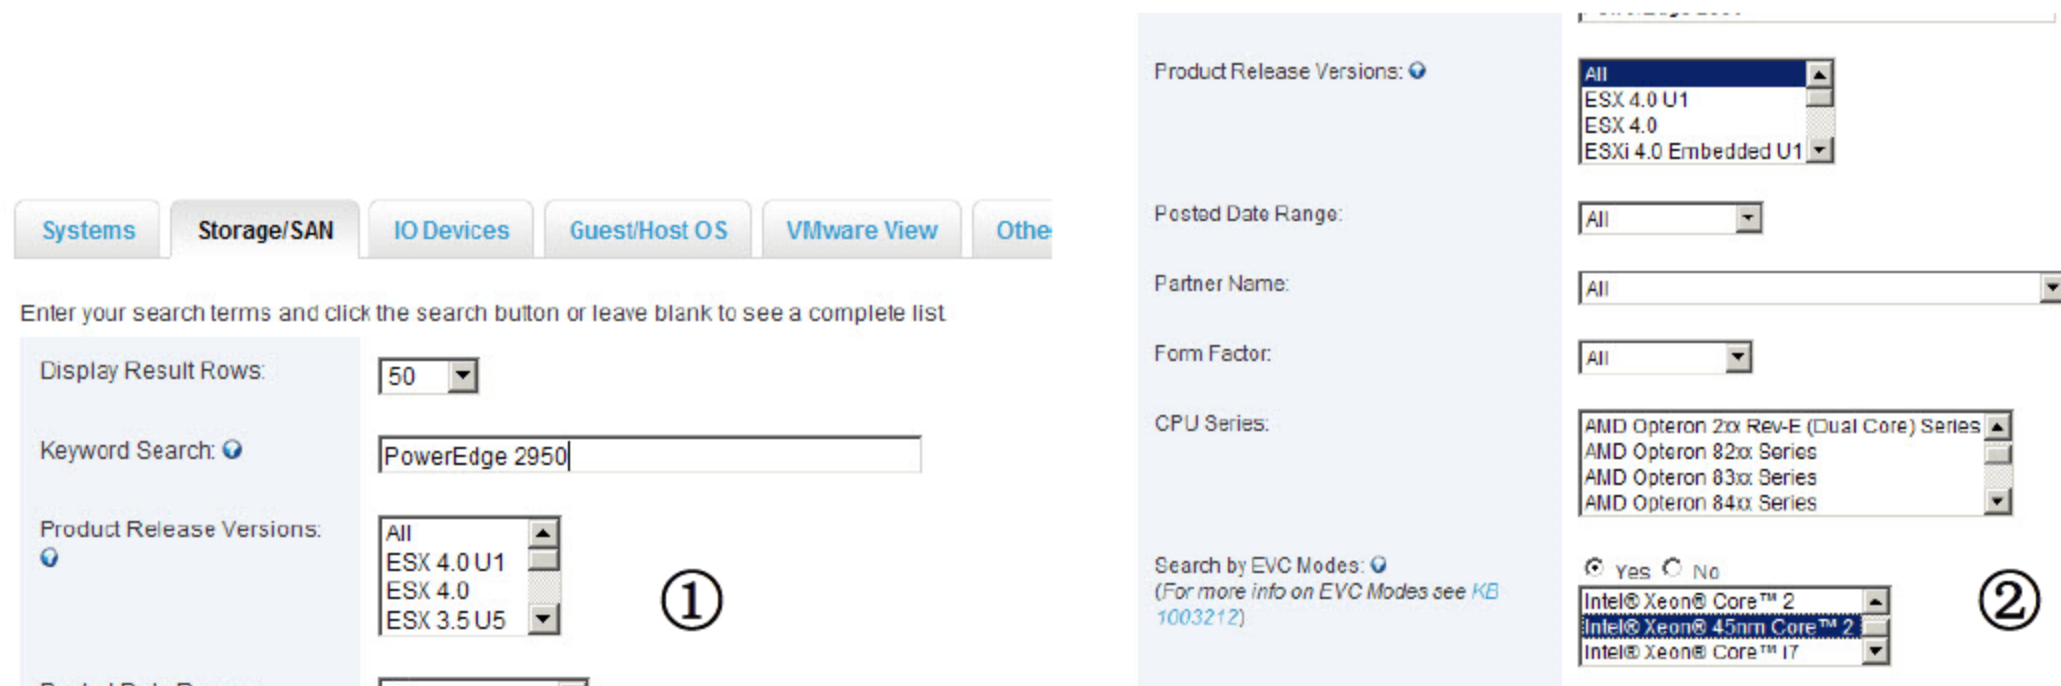 Systems
Storage/SAN
IO Devices
Guest/Host OS
VMware View
Othe
Enter your search terms and click the search button or leave blank to see a complete list
Display Result Rows:
50
Keyword Search:
PowerEdge 2950
Product Release Versions:
All
ESX 4.0 U1
ESX 4.0
ESX 3.5 U5
①
Product Release Versions:
All
ESX 4.0 U1
ESX 4.0
ESXi 4.0 Embedded U1
Posted Date Range:
All
Partner Name:
All
Form Factor:
All
CPU Series:
AMD Opteron 2xx Rev-E (Dual Core) Series
AMD Opteron 82xx Series
AMD Opteron 83xx Series
AMD Opteron 84xx Series
Search by EVC Modes:
(For more info on EVC Modes see KB
1003212)
Yes No
Intel® Xeon® Core™ 2
Intel® Xeon® 45nm Core™ 2
Intel® Xeon® Core™ i7
②